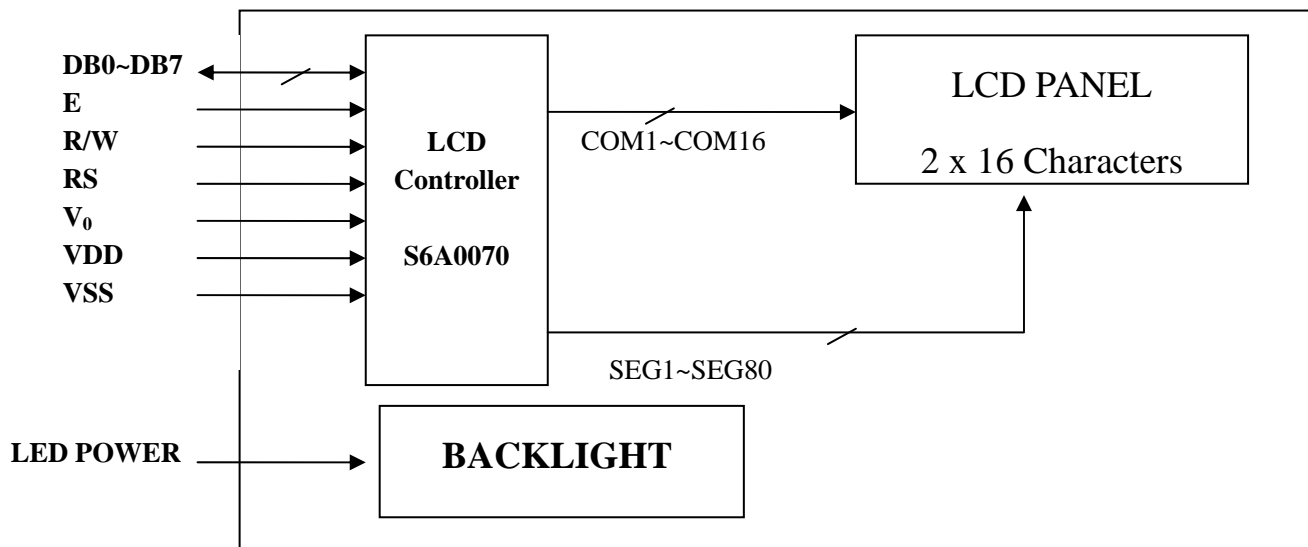 DB0~DB7
E
R/W
RS
V₀
VDD
VSS
LED POWER
LCD
Controller
S6A0070
COM1~COM16
SEG1~SEG80
LCD PANEL
2 x 16 Characters
BACKLIGHT